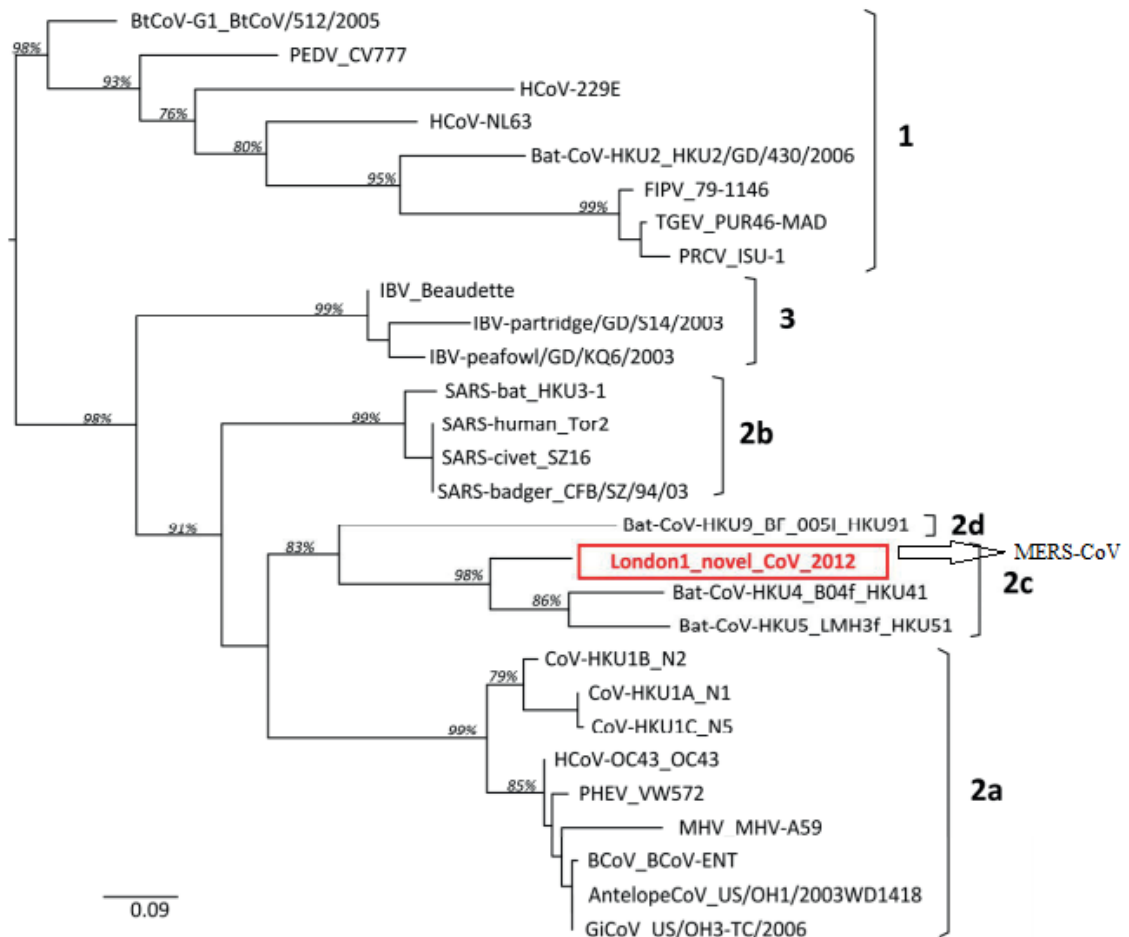 BtCoV-G1_BtCoV/512/2005
98%
PEDV_CV777
93%
HCoV-229E
76%
HCoV-NL63
80%
1
Bat-CoV-HKU2_HKU2/GD/430/2006
95%
FIPV_79-1146
99%
TGEV_PUR46-MAD
PRCV_ISU-1
IBV_Beaudette
99%
3
IBV-partridge/GD/S14/2003
IBV-peafowl/GD/KQ6/2003
SARS-bat_HKU3-1
98%
99%
SARS-human_Tor2
2b
SARS-civet_SZ16
SARS-badger_CFB/SZ/94/03
91%
Bat-CoV-HKU9_BF_005I_HKU91
2d
83%
London1_novel_CoV_2012
MERS-CoV
98%
2c
Bat-CoV-HKU4_B04f_HKU41
86%
Bat-CoV-HKU5_LMH3f_HKU51
CoV-HKU1B_N2
79%
CoV-HKU1A_N1
CoV-HKU1C_N5
99%
HCoV-OC43_OC43
85%
PHEV_VW572
2a
MHV_MHV-A59
BCoV_BCoV-ENT
AntelopeCoV_US/OH1/2003WD1418
GiCoV_US/OH3-TC/2006
0.09